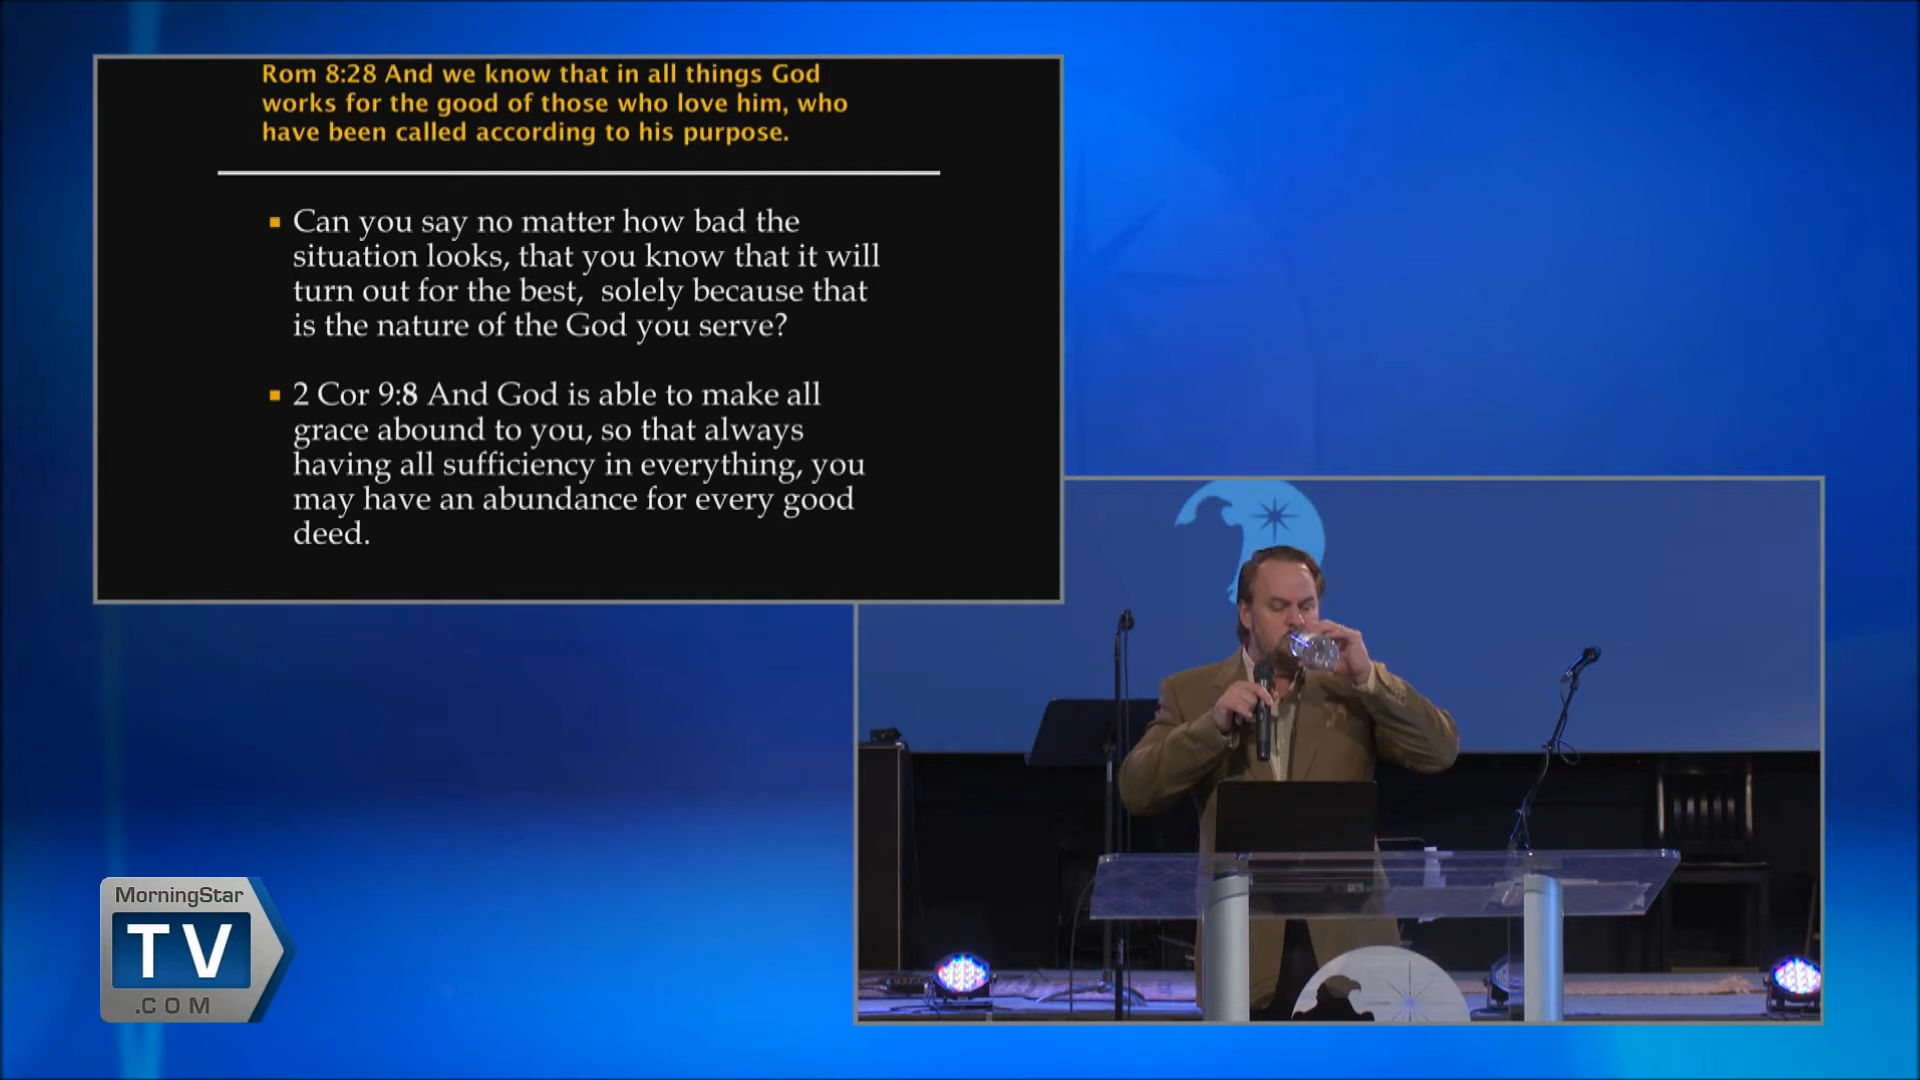 Rom 8:28 And we know that in all things God
works for the good of those who love him, who
have been called according to his purpose.
▪ Can you say no matter how bad the
situation looks, that you know that it will
turn out for the best,  solely because that
is the nature of the God you serve?
▪ 2 Cor 9:8 And God is able to make all
grace abound to you, so that always
having all sufficiency in everything, you
may have an abundance for every good
deed.
MorningStar
TV
.COM